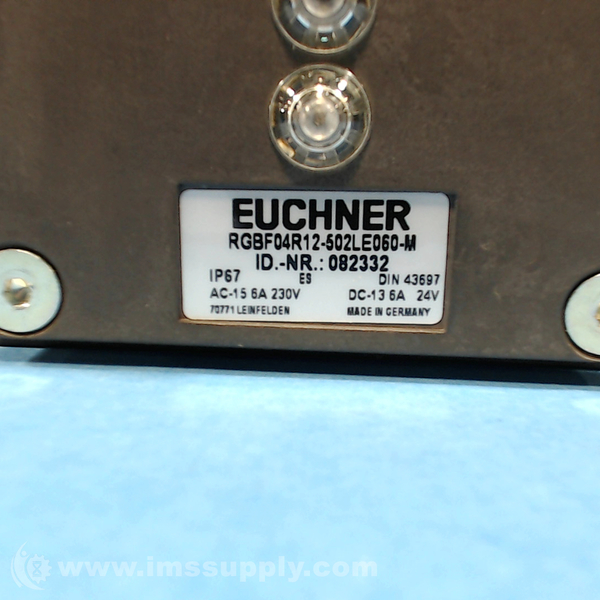 EUCHNER
RGBF04R12-502LE060-M
ID.-NR.: 082332
IP67 ES DIN 43697
AC-15 6A 230V DC-13 6A 24V
70771 LEINFELDEN MADE IN GERMANY
www.imssupply.com